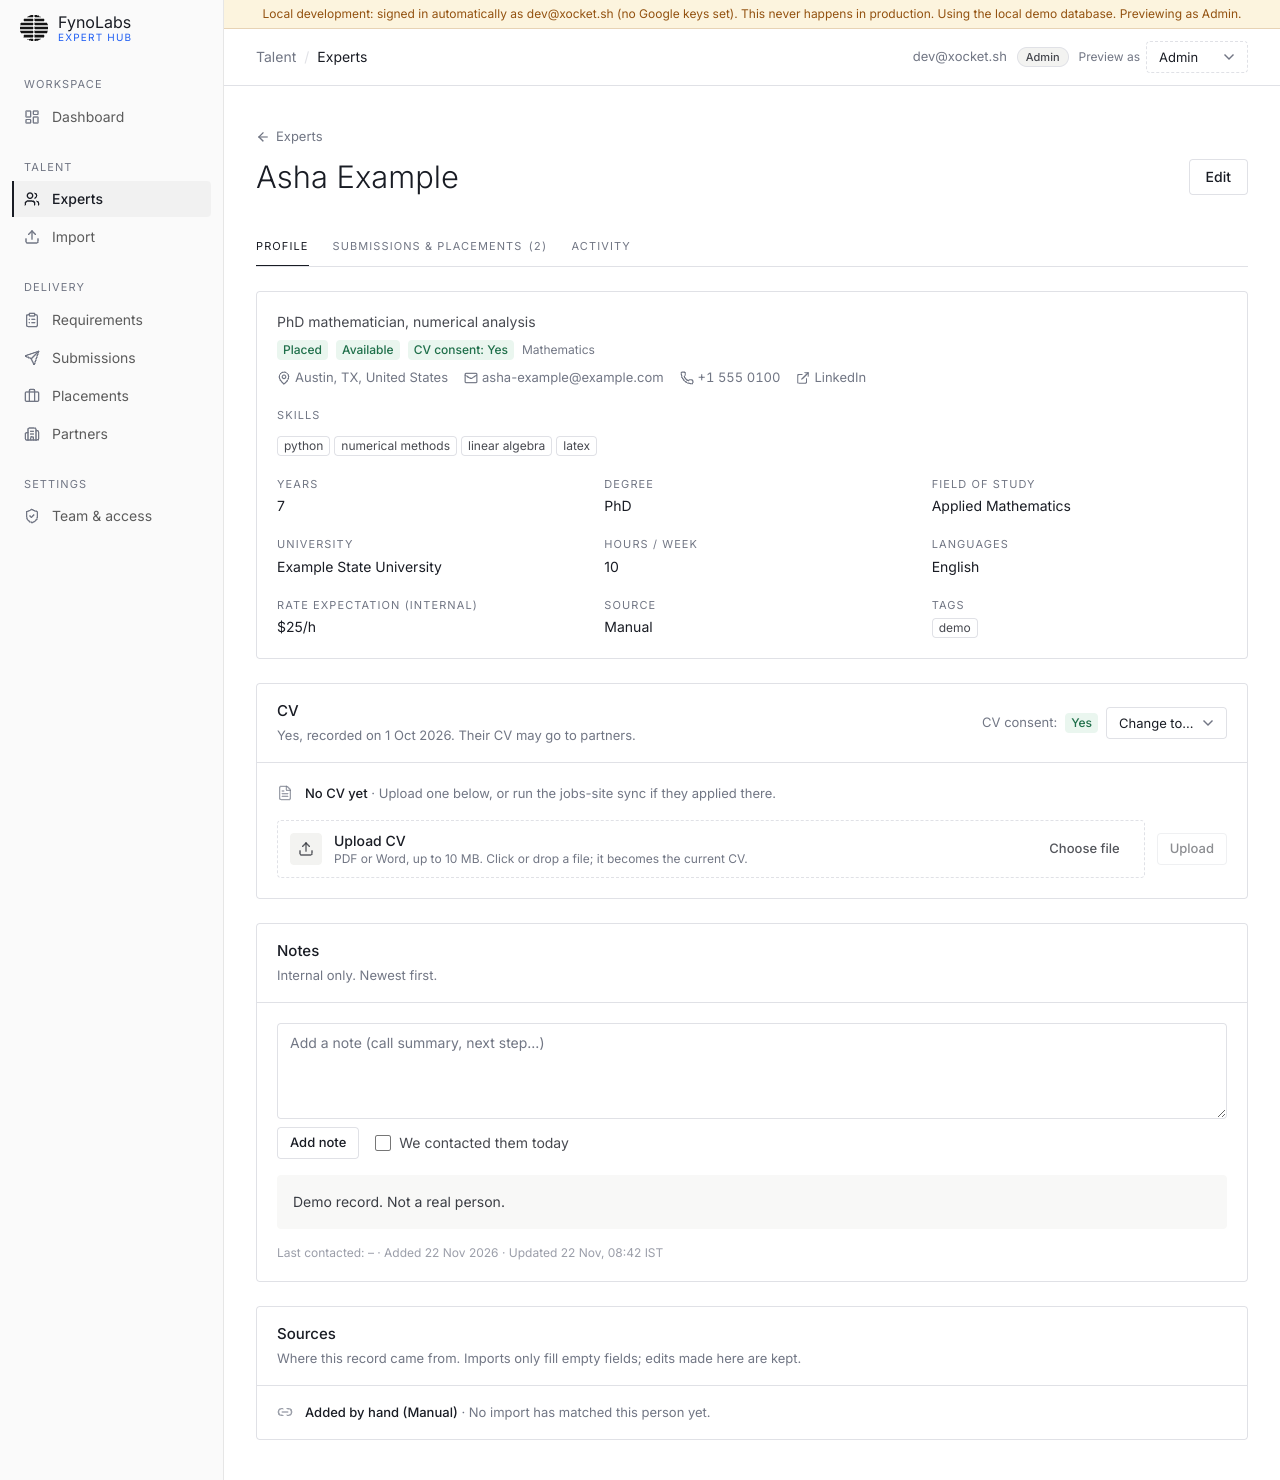 FynoLabs
EXPERT HUB
WORKSPACE
Dashboard
TALENT
Experts
Import
DELIVERY
Requirements
Submissions
Placements
Partners
SETTINGS
Team & access
Local development: signed in automatically as dev@xocket.sh (no Google keys set). This never happens in production. Using the local demo database. Previewing as Admin.
Talent / Experts
dev@xocket.sh Admin Preview as Admin
Experts
Asha Example
Edit
PROFILE SUBMISSIONS & PLACEMENTS (2) ACTIVITY
PhD mathematician, numerical analysis
Placed Available CV consent: Yes Mathematics
Austin, TX, United States asha-example@example.com +1 555 0100 LinkedIn
SKILLS
python numerical methods linear algebra latex
YEARS DEGREE FIELD OF STUDY
7 PhD Applied Mathematics
UNIVERSITY HOURS / WEEK LANGUAGES
Example State University 10 English
RATE EXPECTATION (INTERNAL) SOURCE TAGS
$25/h Manual demo
CV
Yes, recorded on 1 Oct 2026. Their CV may go to partners.
CV consent: Yes Change to...
No CV yet · Upload one below, or run the jobs-site sync if they applied there.
Upload CV
PDF or Word, up to 10 MB. Click or drop a file; it becomes the current CV.
Choose file Upload
Notes
Internal only. Newest first.
Add a note (call summary, next step...)
Add note We contacted them today
Demo record. Not a real person.
Last contacted: – · Added 22 Nov 2026 · Updated 22 Nov, 08:42 IST
Sources
Where this record came from. Imports only fill empty fields; edits made here are kept.
Added by hand (Manual) · No import has matched this person yet.